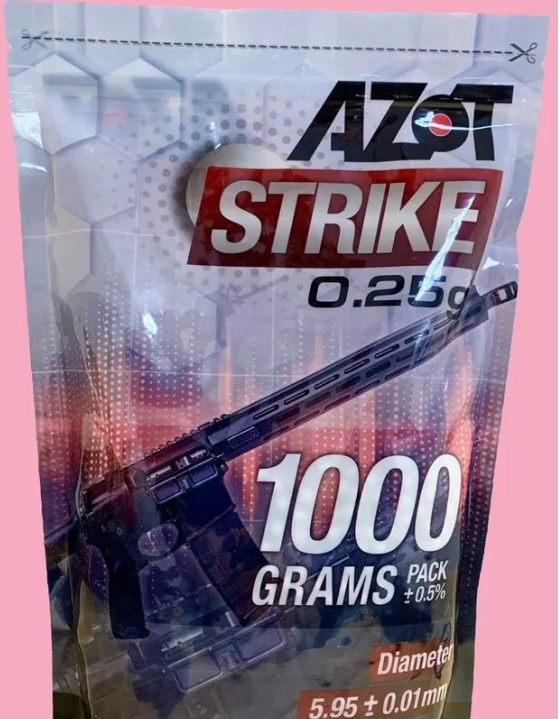 AZOT
STRIKE
0.25g
1000
GRAMS PACK
±0.5%
Diameter
5.95 ± 0.01mm